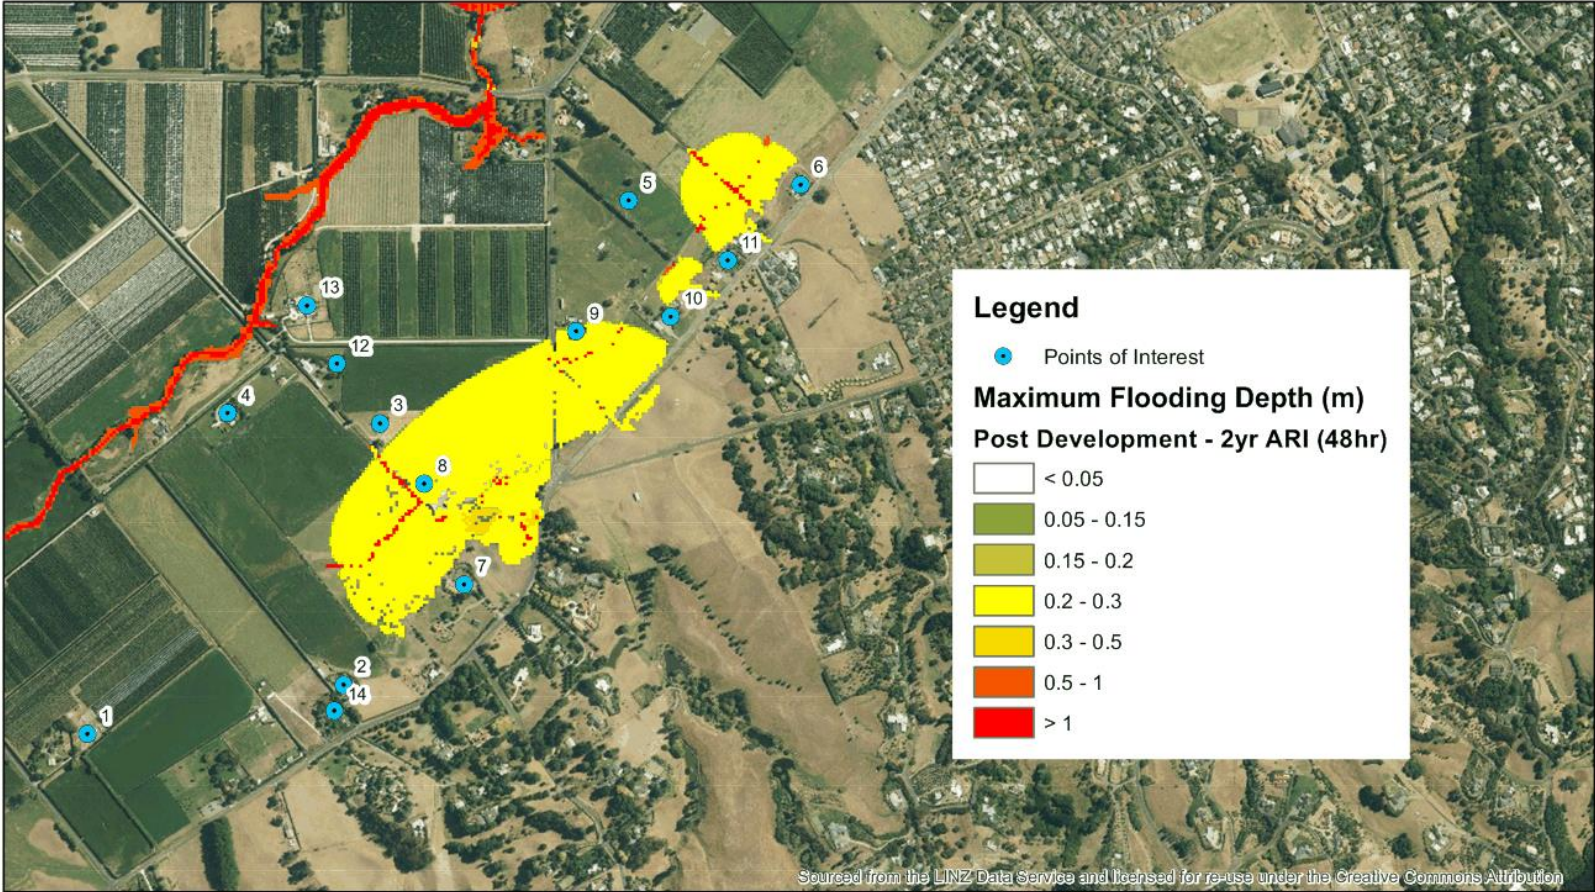 6
5
11
13
10
9
12
4
3
8
7
2
14
1
Legend
Points of Interest
Maximum Flooding Depth (m)
Post Development - 2yr ARI (48hr)
< 0.05
0.05 - 0.15
0.15 - 0.2
0.2 - 0.3
0.3 - 0.5
0.5 - 1
> 1
Sourced from the LINZ Data Service and licensed for re-use under the Creative Commons Attribution